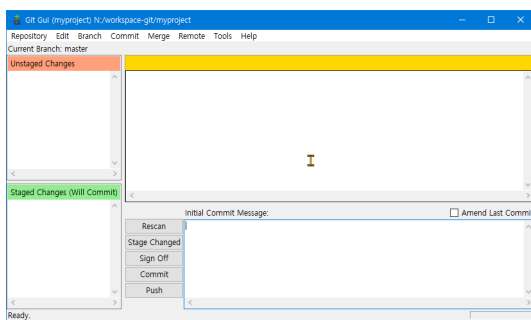 Git Gui (myproject) N:/workspace-git/myproject
Repository Edit Branch Commit Merge Remote Tools Help
Current Branch: master
Unstaged Changes
Staged Changes (Will Commit)
Initial Commit Message:
Amend Last Commi
Rescan
Stage Changed
Sign Off
Commit
Push
Ready.